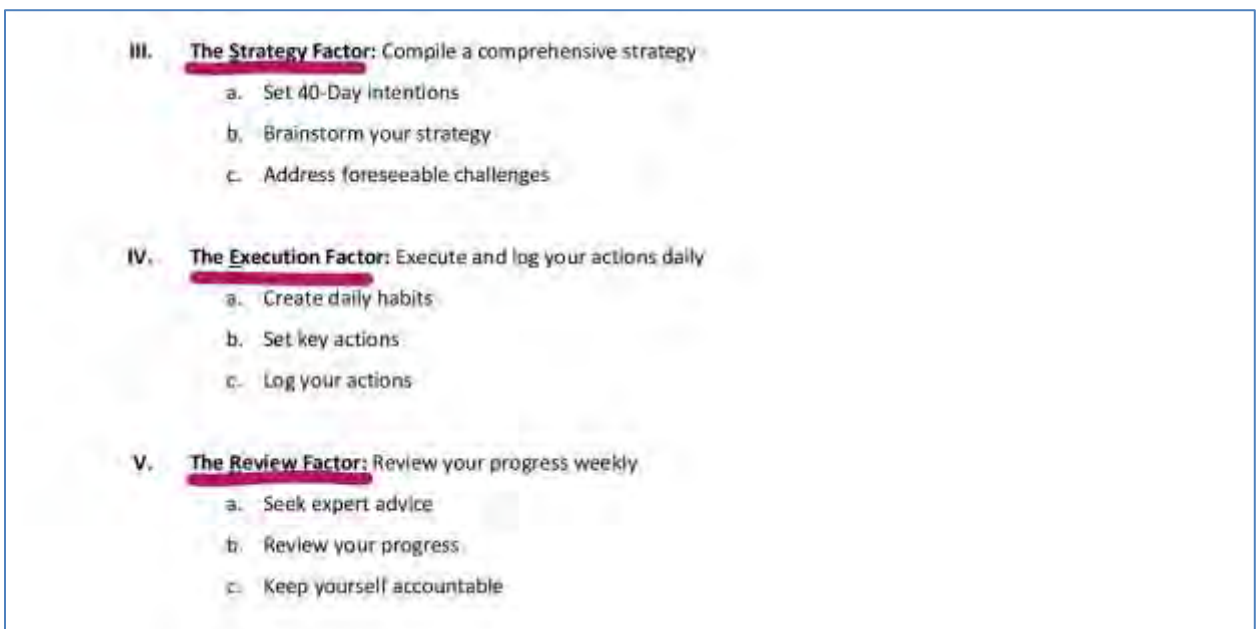 III. The Strategy Factor: Compile a comprehensive strategy
a. Set 40-Day intentions
b. Brainstorm your strategy
c. Address foreseeable challenges
IV. The Execution Factor: Execute and log your actions daily
a. Create daily habits
b. Set key actions
c. Log your actions
V. The Review Factor: Review your progress weekly
a. Seek expert advice
b. Review your progress
c. Keep yourself accountable